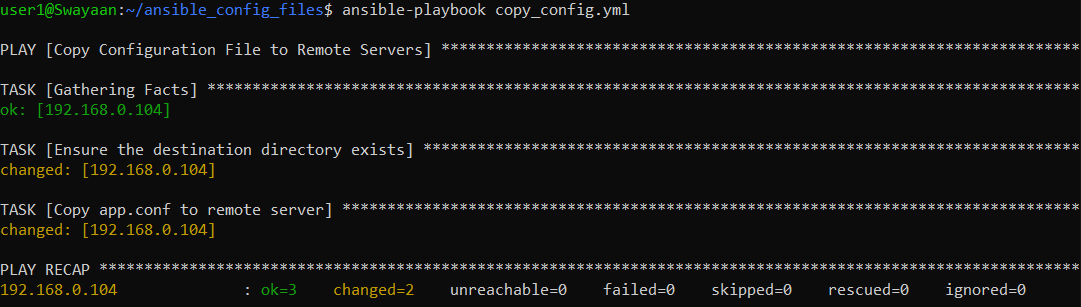 user1@Swayaan:~/ansible_config_files$ ansible-playbook copy_config.yml
PLAY [Copy Configuration File to Remote Servers] ***********************************************************************
TASK [Gathering Facts] *************************************************************************************************
ok: [192.168.0.104]
TASK [Ensure the destination directory exists] *************************************************************************
changed: [192.168.0.104]
TASK [Copy app.conf to remote server] **********************************************************************************
changed: [192.168.0.104]
PLAY RECAP *************************************************************************************************************
192.168.0.104              : ok=3    changed=2    unreachable=0    failed=0    skipped=0    rescued=0    ignored=0